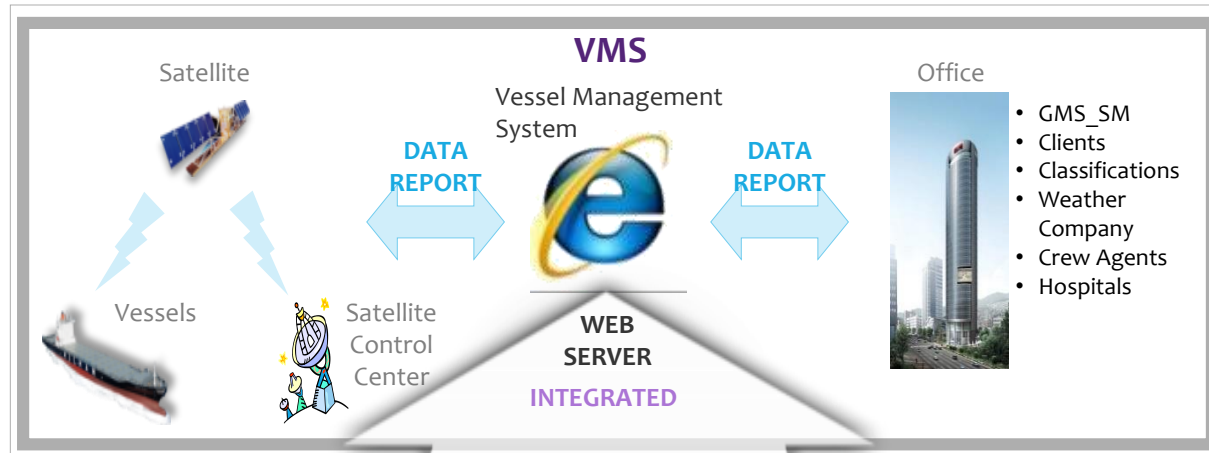 VMS
Vessel Management
System
Satellite
Vessels
Satellite
Control
Center
DATA
REPORT
WEB
SERVER
INTEGRATED
DATA
REPORT
Office
• GMS_SM
• Clients
• Classifications
• Weather
Company
• Crew Agents
• Hospitals